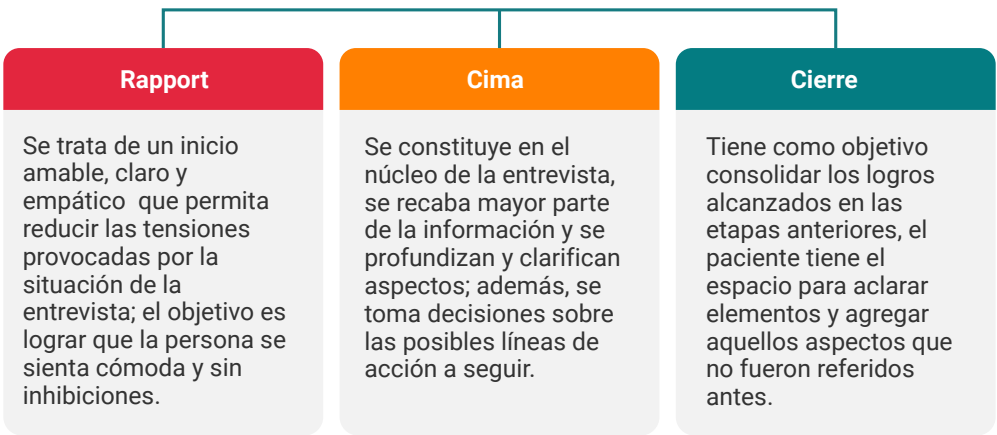 Rapport
Se trata de un inicio
amable, claro y
empático que permita
reducir las tensiones
provocadas por la
situación de la
entrevista; el objetivo es
lograr que la persona se
sienta cómoda y sin
inhibiciones.
Cima
Se constituye en el
núcleo de la entrevista,
se recaba mayor parte
de la información y se
profundizan y clarifican
aspectos; además, se
toma decisiones sobre
las posibles líneas de
acción a seguir.
Cierre
Tiene como objetivo
consolidar los logros
alcanzados en las
etapas anteriores, el
paciente tiene el
espacio para aclarar
elementos y agregar
aquellos aspectos que
no fueron referidos
antes.